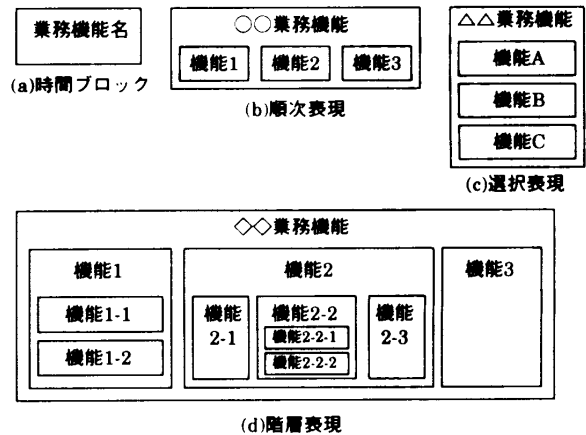 業務機能名
(a)時間ブロック
○○業務機能
機能1 機能2 機能3
(b)順次表現
△△業務機能
機能A
機能B
機能C
(c)選択表現
◇◇業務機能
機能1
機能1-1
機能1-2
機能2
機能
2-1
機能2-2
機能2-2-1
機能2-2-2
機能
2-3
機能3
(d)階層表現